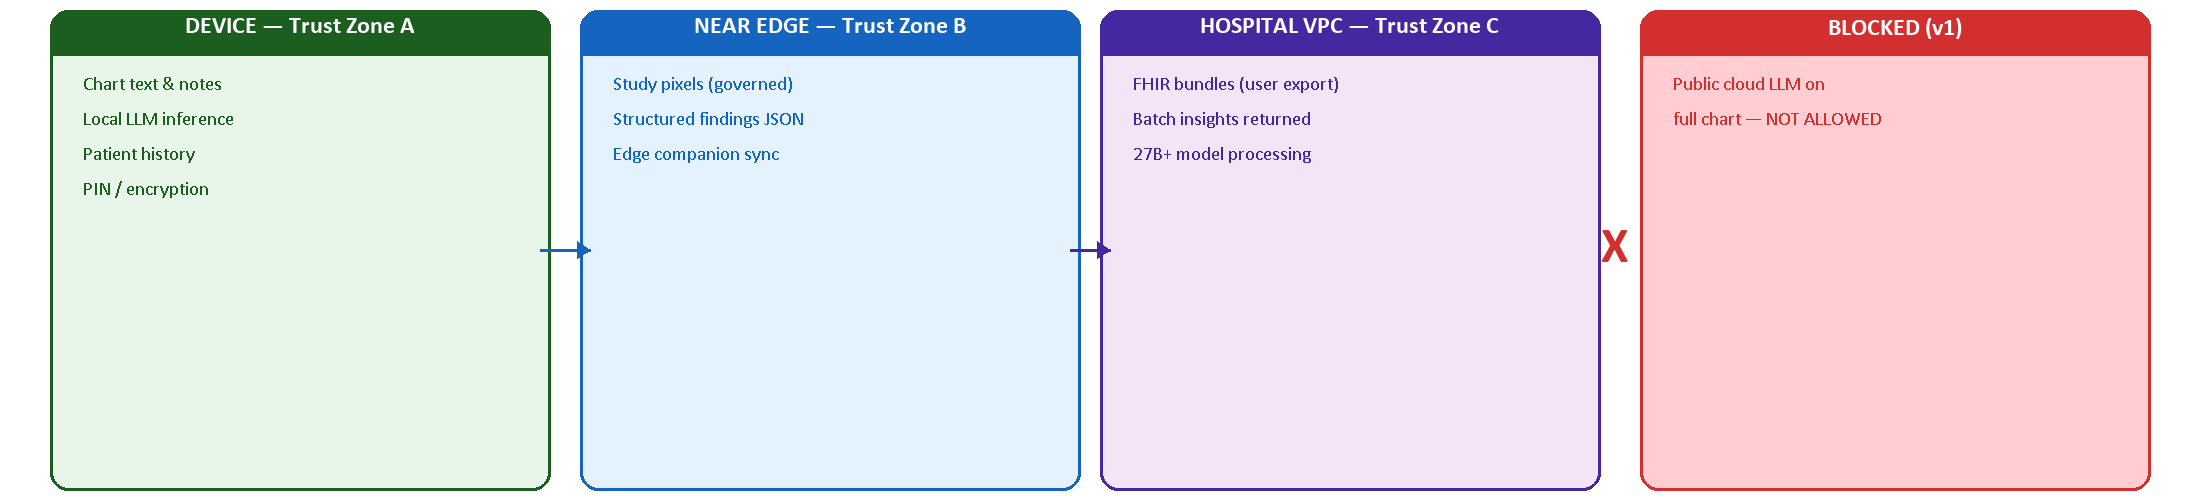 DEVICE — Trust Zone A
Chart text & notes
Local LLM inference
Patient history
PIN / encryption
NEAR EDGE — Trust Zone B
Study pixels (governed)
Structured findings JSON
Edge companion sync
HOSPITAL VPC — Trust Zone C
FHIR bundles (user export)
Batch insights returned
27B+ model processing
X
BLOCKED (v1)
Public cloud LLM on
full chart — NOT ALLOWED